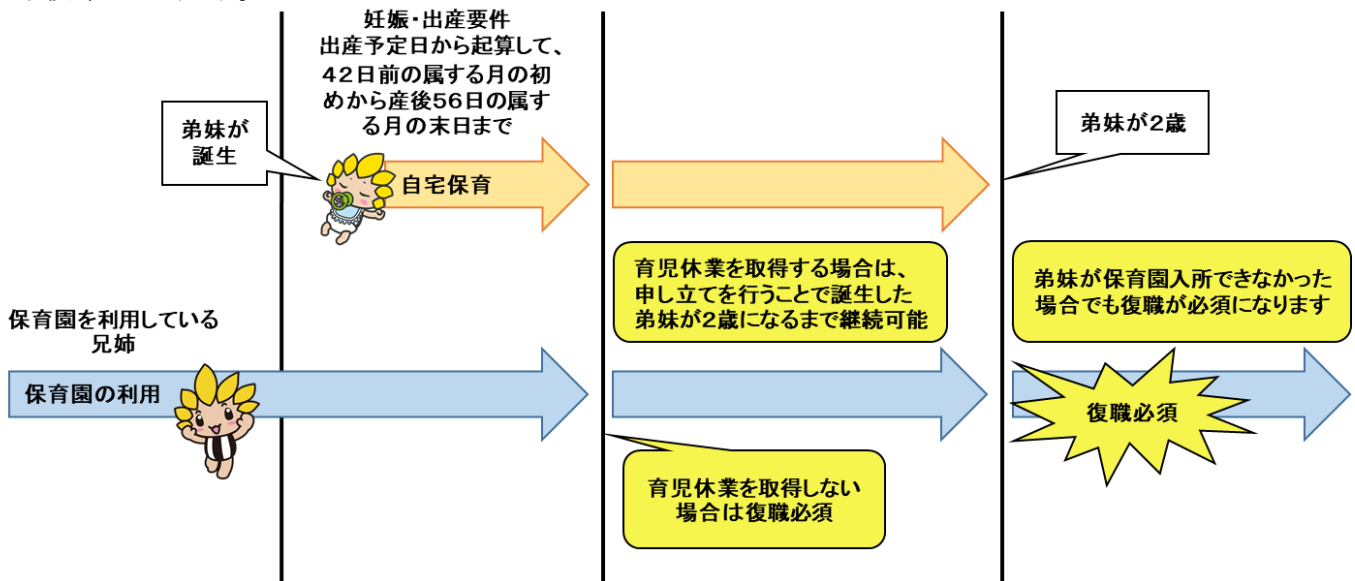 妊娠・出産要件
出産予定日から起算して、
42日前の属する月の初
めから産後56日の属す
る月の末日まで
弟妹が
誕生
弟妹が2歳
自宅保育
育児休業を取得する場合は、
申し立てを行うことで誕生した
弟妹が2歳になるまで継続可能
弟妹が保育園入所できなかった
場合でも復職が必須になります
保育園を利用している
兄姉
保育園の利用
復職必須
育児休業を取得しない
場合は復職必須